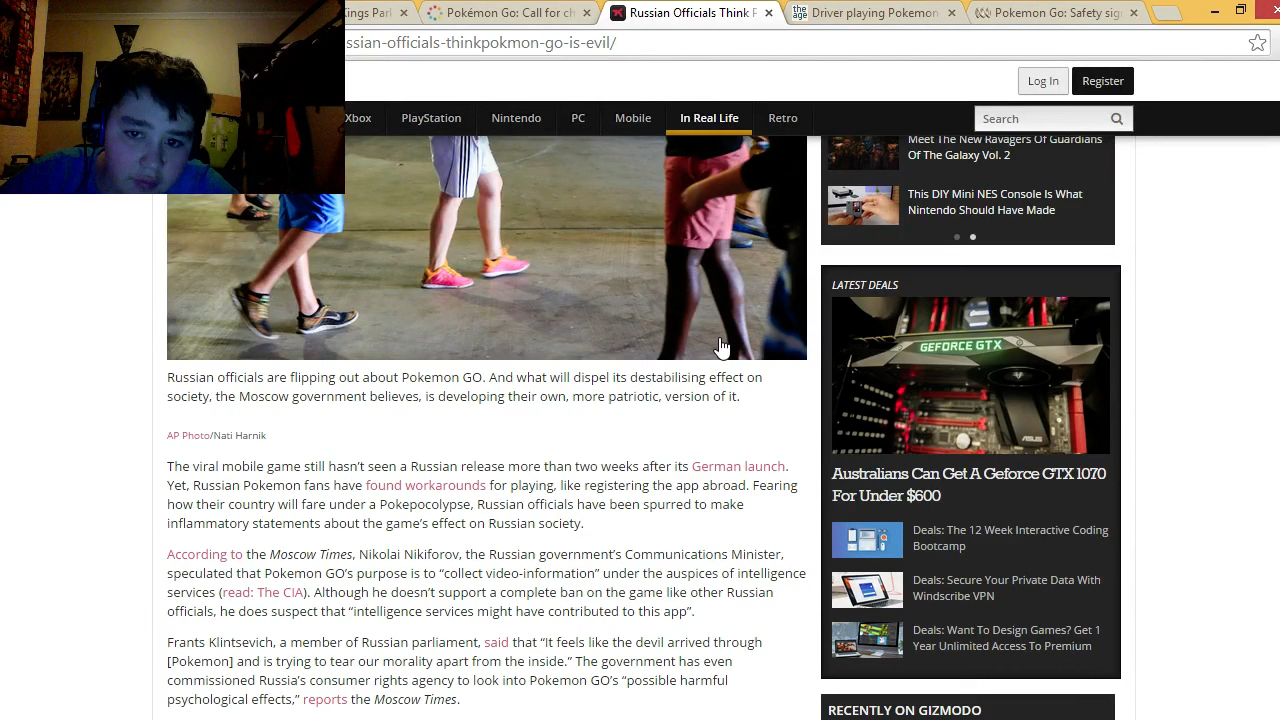 kings Parl
Pokémon Go: Call for ch
Russian Officials Think P
the age Driver playing Pokemon
Pokemon Go: Safety sig
ssian-officials-thinkpokmon-go-is-evil/
Log In
Register
Xbox
PlayStation
Nintendo
PC
Mobile
In Real Life
Retro
Search
Meet The New Ravagers Of Guardians
Of The Galaxy Vol. 2
This DIY Mini NES Console Is What
Nintendo Should Have Made
LATEST DEALS
GEFORCE GTX
ASUS
Australians Can Get A Geforce GTX 1070
For Under $600
Deals: The 12 Week Interactive Coding
Bootcamp
Deals: Secure Your Private Data With
Windscribe VPN
Deals: Want To Design Games? Get 1
Year Unlimited Access To Premium
RECENTLY ON GIZMODO
Russian officials are flipping out about Pokemon GO. And what will dispel its destabilising effect on
society, the Moscow government believes, is developing their own, more patriotic, version of it.
AP Photo/Nati Harnik
The viral mobile game still hasn't seen a Russian release more than two weeks after its German launch.
Yet, Russian Pokemon fans have found workarounds for playing, like registering the app abroad. Fearing
how their country will fare under a Pokepocolypse, Russian officials have been spurred to make
inflammatory statements about the game's effect on Russian society.
According to the Moscow Times, Nikolai Nikiforov, the Russian government's Communications Minister,
speculated that Pokemon GO's purpose is to “collect video-information” under the auspices of intelligence
services (read: The CIA). Although he doesn't support a complete ban on the game like other Russian
officials, he does suspect that “intelligence services might have contributed to this app”.
Frants Klintsevich, a member of Russian parliament, said that “It feels like the devil arrived through
[Pokemon] and is trying to tear our morality apart from the inside.” The government has even
commissioned Russia's consumer rights agency to look into Pokemon GO's “possible harmful
psychological effects,” reports the Moscow Times.